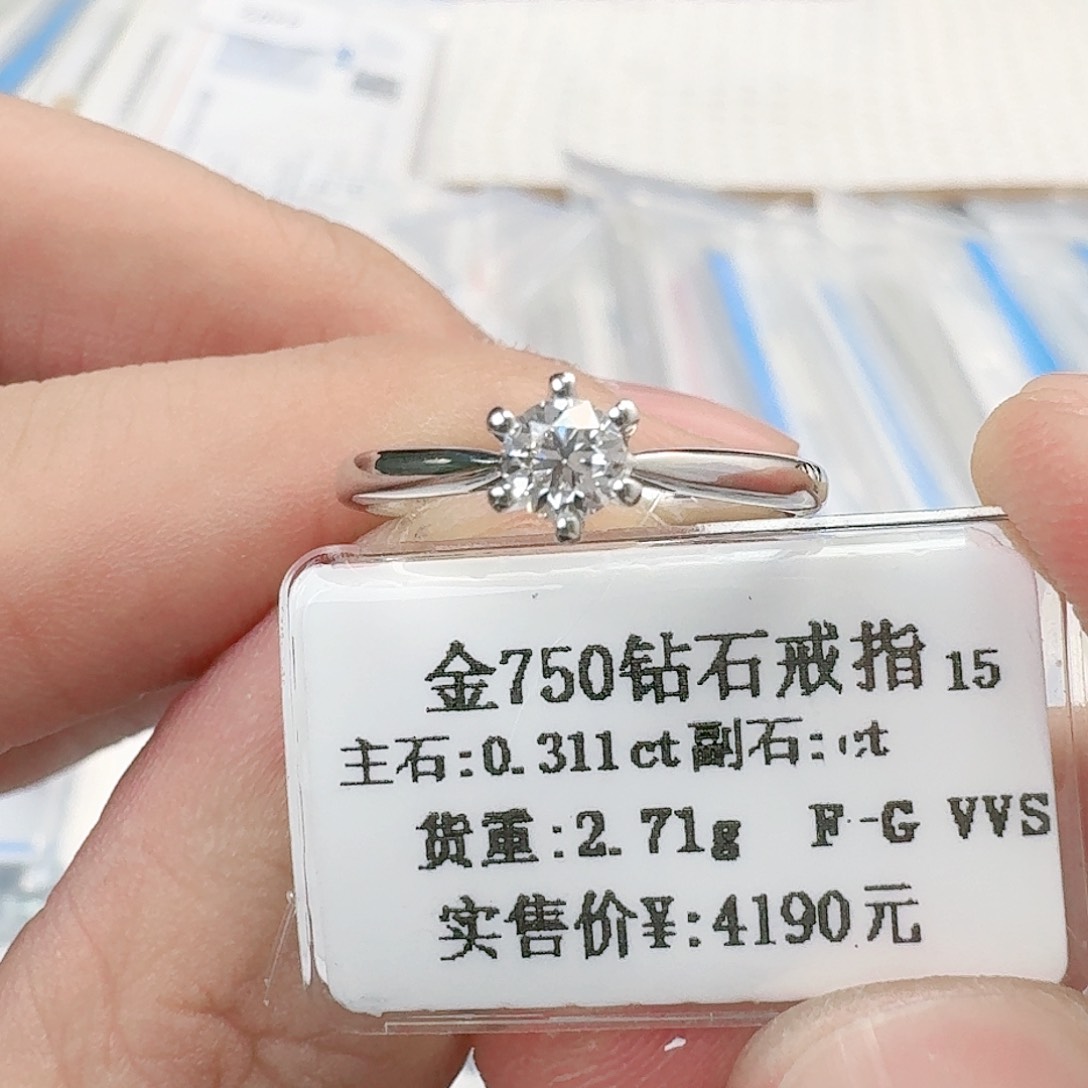 金750钻石戒指 15
主石:0.311ct副石:ct
货重:2.71g F-G VVS
实售价¥:4190元